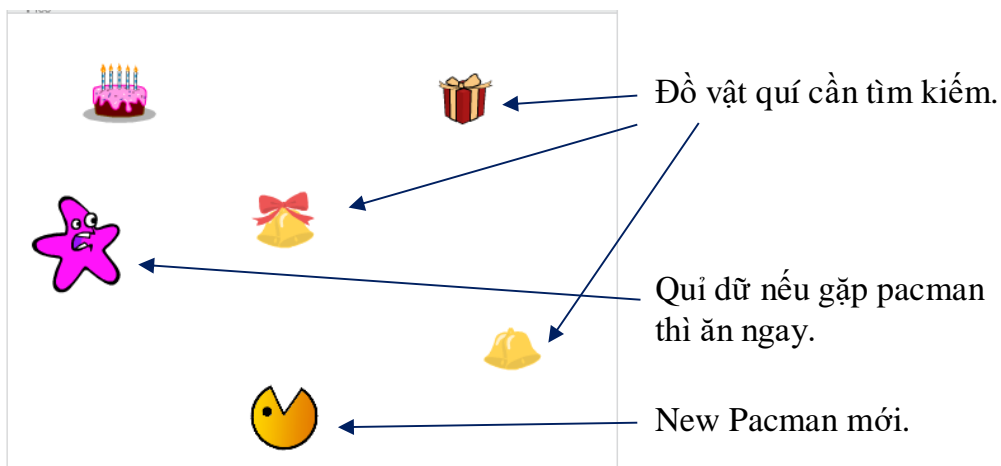 Đồ vật quí cần tìm kiếm.
Quỉ dữ nếu gặp pacman
thì ăn ngay.
New Pacman mới.